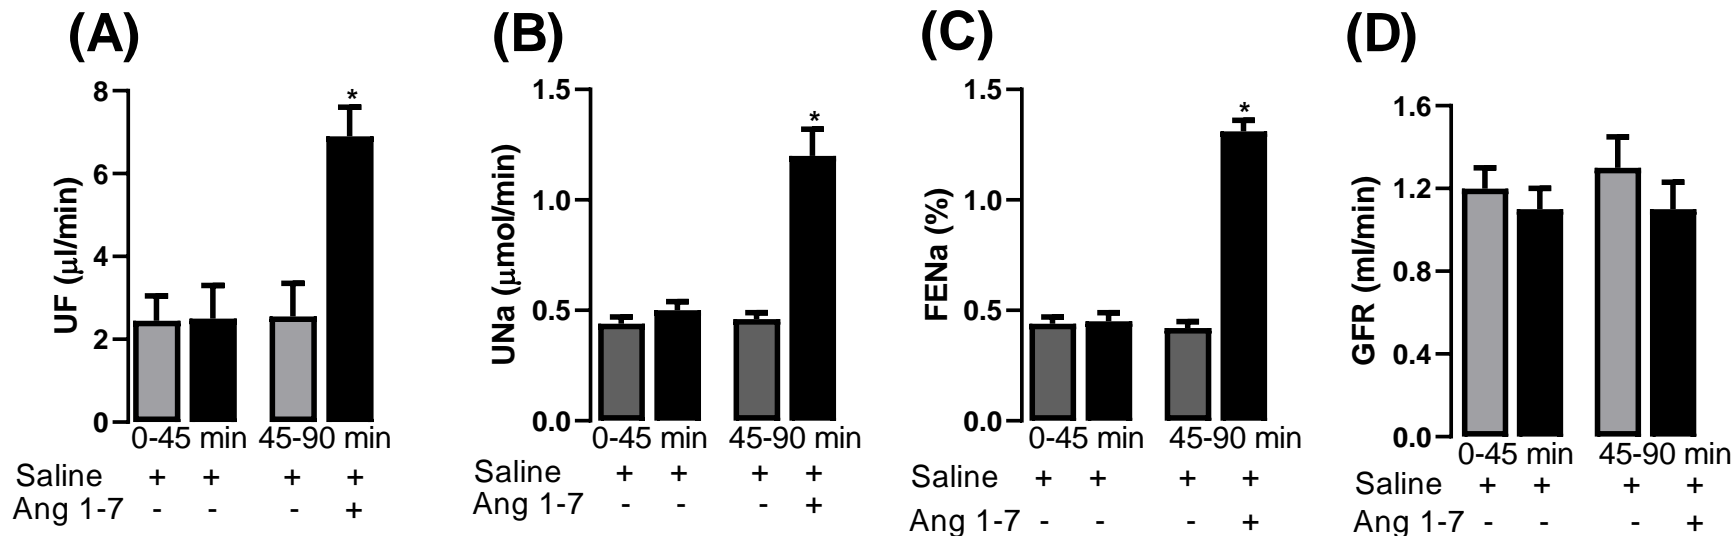 (A)
UF (μl/min)
8
6
4
2
0
*
0-45 min 45-90 min
Saline + + + +
Ang 1-7 - - - +
(B)
UNa (μmol/min)
1.5
1.0
0.5
0.0
*
0-45 min 45-90 min
Saline + + + +
Ang 1-7 - - - +
(C)
FENa (%)
1.5
1.0
0.5
0.0
*
0-45 min 45-90 min
Saline + + + +
Ang 1-7 - - - +
(D)
GFR (ml/min)
1.6
1.2
0.8
0.4
0.0
0-45 min 45-90 min
Saline + + + +
Ang 1-7 - - - +